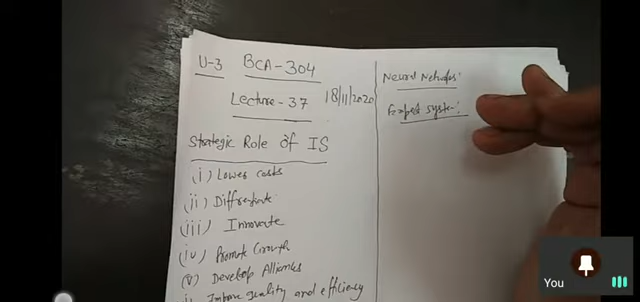 U-3 BCA-304
Lecture-37 18/11/2020
Strategic Role of IS
(i) Lower costs
(ii) Differentiate
(iii) Innovate
(iv) Promote Growth
(v) Develop Alliances
Improve quality and efficiency
Neural Networks:
Expert System:
You